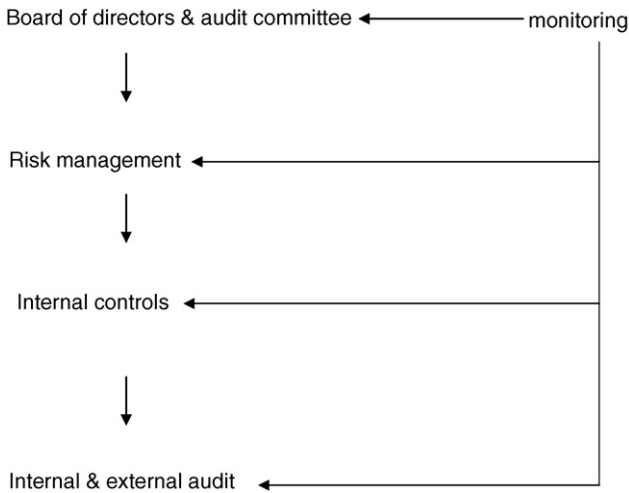 Board of directors & audit committee
monitoring
Risk management
Internal controls
Internal & external audit